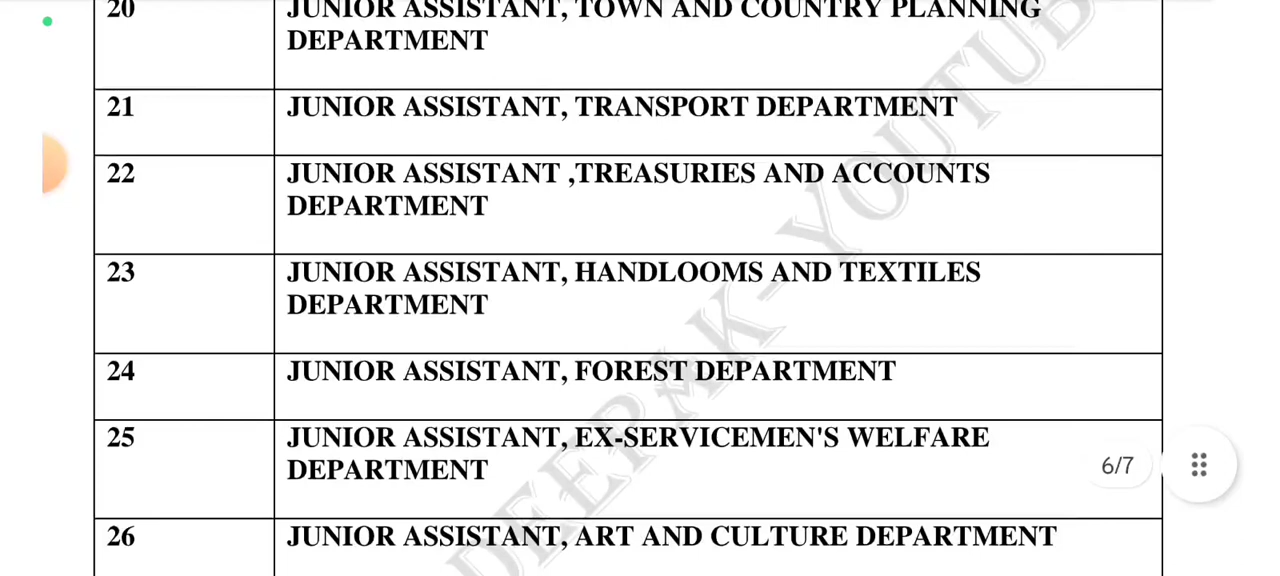 20
JUNIOR ASSISTANT, TOWN AND COUNTRY PLANNING
DEPARTMENT
21
JUNIOR ASSISTANT, TRANSPORT DEPARTMENT
22
JUNIOR ASSISTANT ,TREASURIES AND ACCOUNTS
DEPARTMENT
23
JUNIOR ASSISTANT, HANDLOOMS AND TEXTILES
DEPARTMENT
24
JUNIOR ASSISTANT, FOREST DEPARTMENT
25
JUNIOR ASSISTANT, EX-SERVICEMEN'S WELFARE
DEPARTMENT
26
JUNIOR ASSISTANT, ART AND CULTURE DEPARTMENT
6/7
DEEPAK- YOUTUB